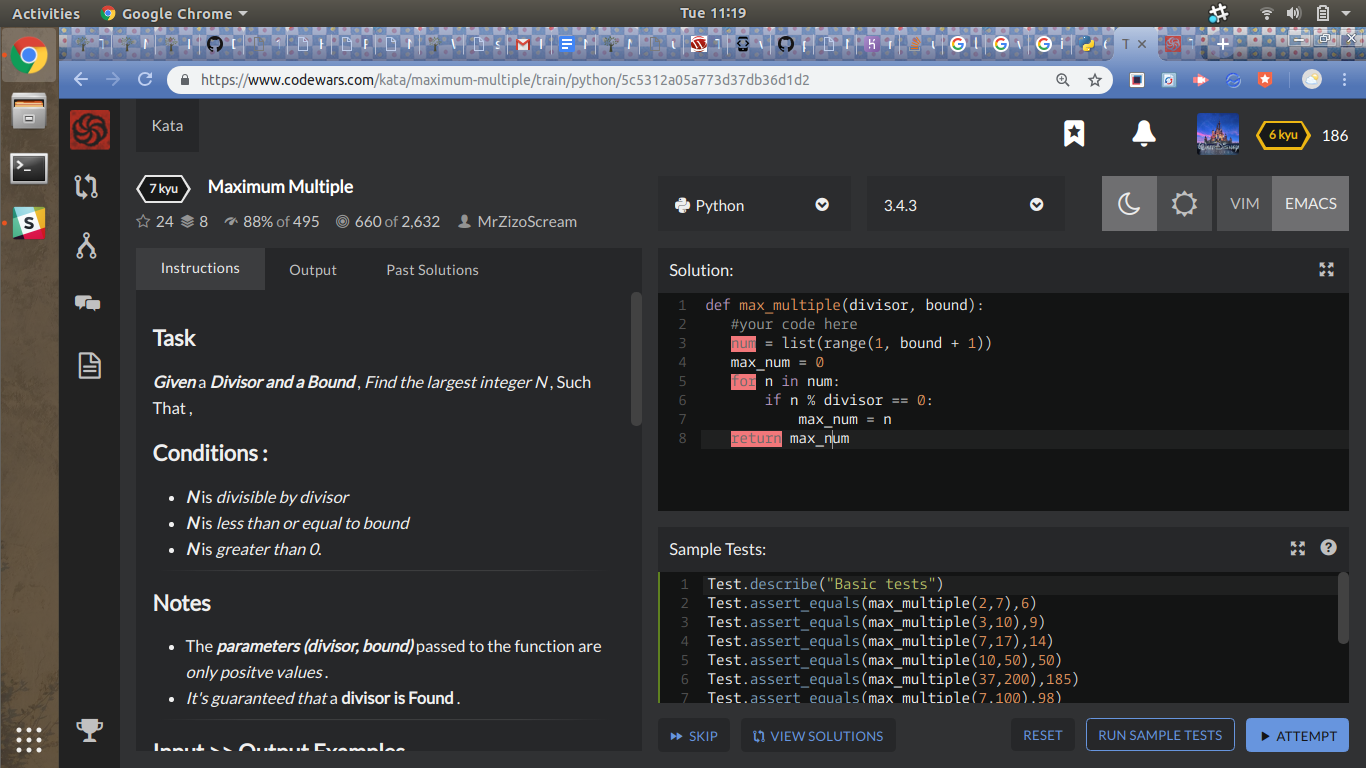 Activities
Google Chrome
Tue 11:19
https://www.codewars.com/kata/maximum-multiple/train/python/5c5312a05a773d37db36d1d2
Kata
6 kyu
186
7 kyu
Maximum Multiple
24
8
88% of 495
660 of 2,632
MrZizoScream
Python
3.4.3
VIM
EMACS
Instructions
Output
Past Solutions
Task
Given a Divisor and a Bound , Find the largest integer N , Such
That ,
Conditions :
N is divisible by divisor
N is less than or equal to bound
N is greater than 0.
Notes
The parameters (divisor, bound) passed to the function are
only positve values .
It's guaranteed that a divisor is Found .
Input >> Output Examples
Solution:
1 def max_multiple(divisor, bound):
2 #your code here
3 num = list(range(1, bound + 1))
4 max_num = 0
5 for n in num:
6 if n % divisor == 0:
7 max_num = n
8 return max_num
Sample Tests:
1 Test.describe("Basic tests")
2 Test.assert_equals(max_multiple(2,7),6)
3 Test.assert_equals(max_multiple(3,10),9)
4 Test.assert_equals(max_multiple(7,17),14)
5 Test.assert_equals(max_multiple(10,50),50)
6 Test.assert_equals(max_multiple(37,200),185)
7 Test.assert_equals(max_multiple(7,100),98)
SKIP
VIEW SOLUTIONS
RESET
RUN SAMPLE TESTS
ATTEMPT